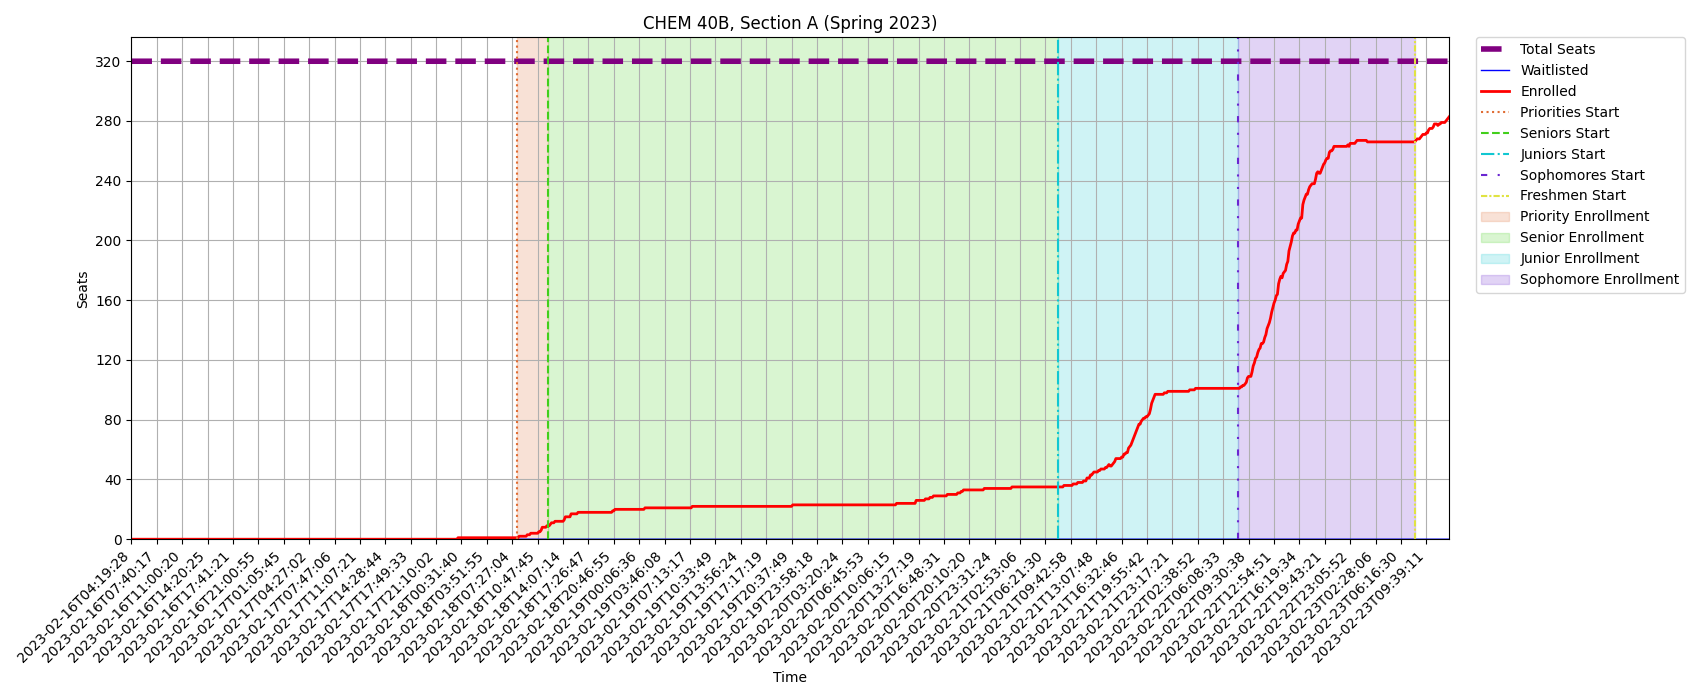 CHEM 40B, Section A (Spring 2023)
Seats
320
280
240
200
160
120
80
40
0
2023-02-16T04:19:28
2023-02-16T07:40:17
2023-02-16T11:00:20
2023-02-16T14:20:25
2023-02-16T17:41:21
2023-02-16T21:00:55
2023-02-17T01:05:45
2023-02-17T04:27:02
2023-02-17T07:47:06
2023-02-17T11:07:21
2023-02-17T14:28:44
2023-02-17T17:49:33
2023-02-17T21:10:02
2023-02-18T00:31:40
2023-02-18T03:51:55
2023-02-18T07:27:04
2023-02-18T10:47:45
2023-02-18T14:07:14
2023-02-18T17:26:47
2023-02-18T20:46:55
2023-02-19T00:06:36
2023-02-19T03:46:08
2023-02-19T07:13:17
2023-02-19T10:33:49
2023-02-19T13:56:24
2023-02-19T17:17:19
2023-02-19T20:37:49
2023-02-19T23:58:18
2023-02-20T03:20:24
2023-02-20T06:45:53
2023-02-20T10:06:15
2023-02-20T13:27:19
2023-02-20T16:48:31
2023-02-20T20:10:20
2023-02-20T23:31:24
2023-02-21T02:53:06
2023-02-21T06:21:30
2023-02-21T09:42:58
2023-02-21T13:07:48
2023-02-21T16:32:46
2023-02-21T19:55:42
2023-02-21T23:17:21
2023-02-22T02:38:52
2023-02-22T06:08:33
2023-02-22T09:30:38
2023-02-22T12:54:51
2023-02-22T16:19:34
2023-02-22T19:43:21
2023-02-22T23:05:52
2023-02-23T02:28:06
2023-02-23T06:16:30
2023-02-23T09:39:11
Time
Total Seats
Waitlisted
Enrolled
Priorities Start
Seniors Start
Juniors Start
Sophomores Start
Freshmen Start
Priority Enrollment
Senior Enrollment
Junior Enrollment
Sophomore Enrollment